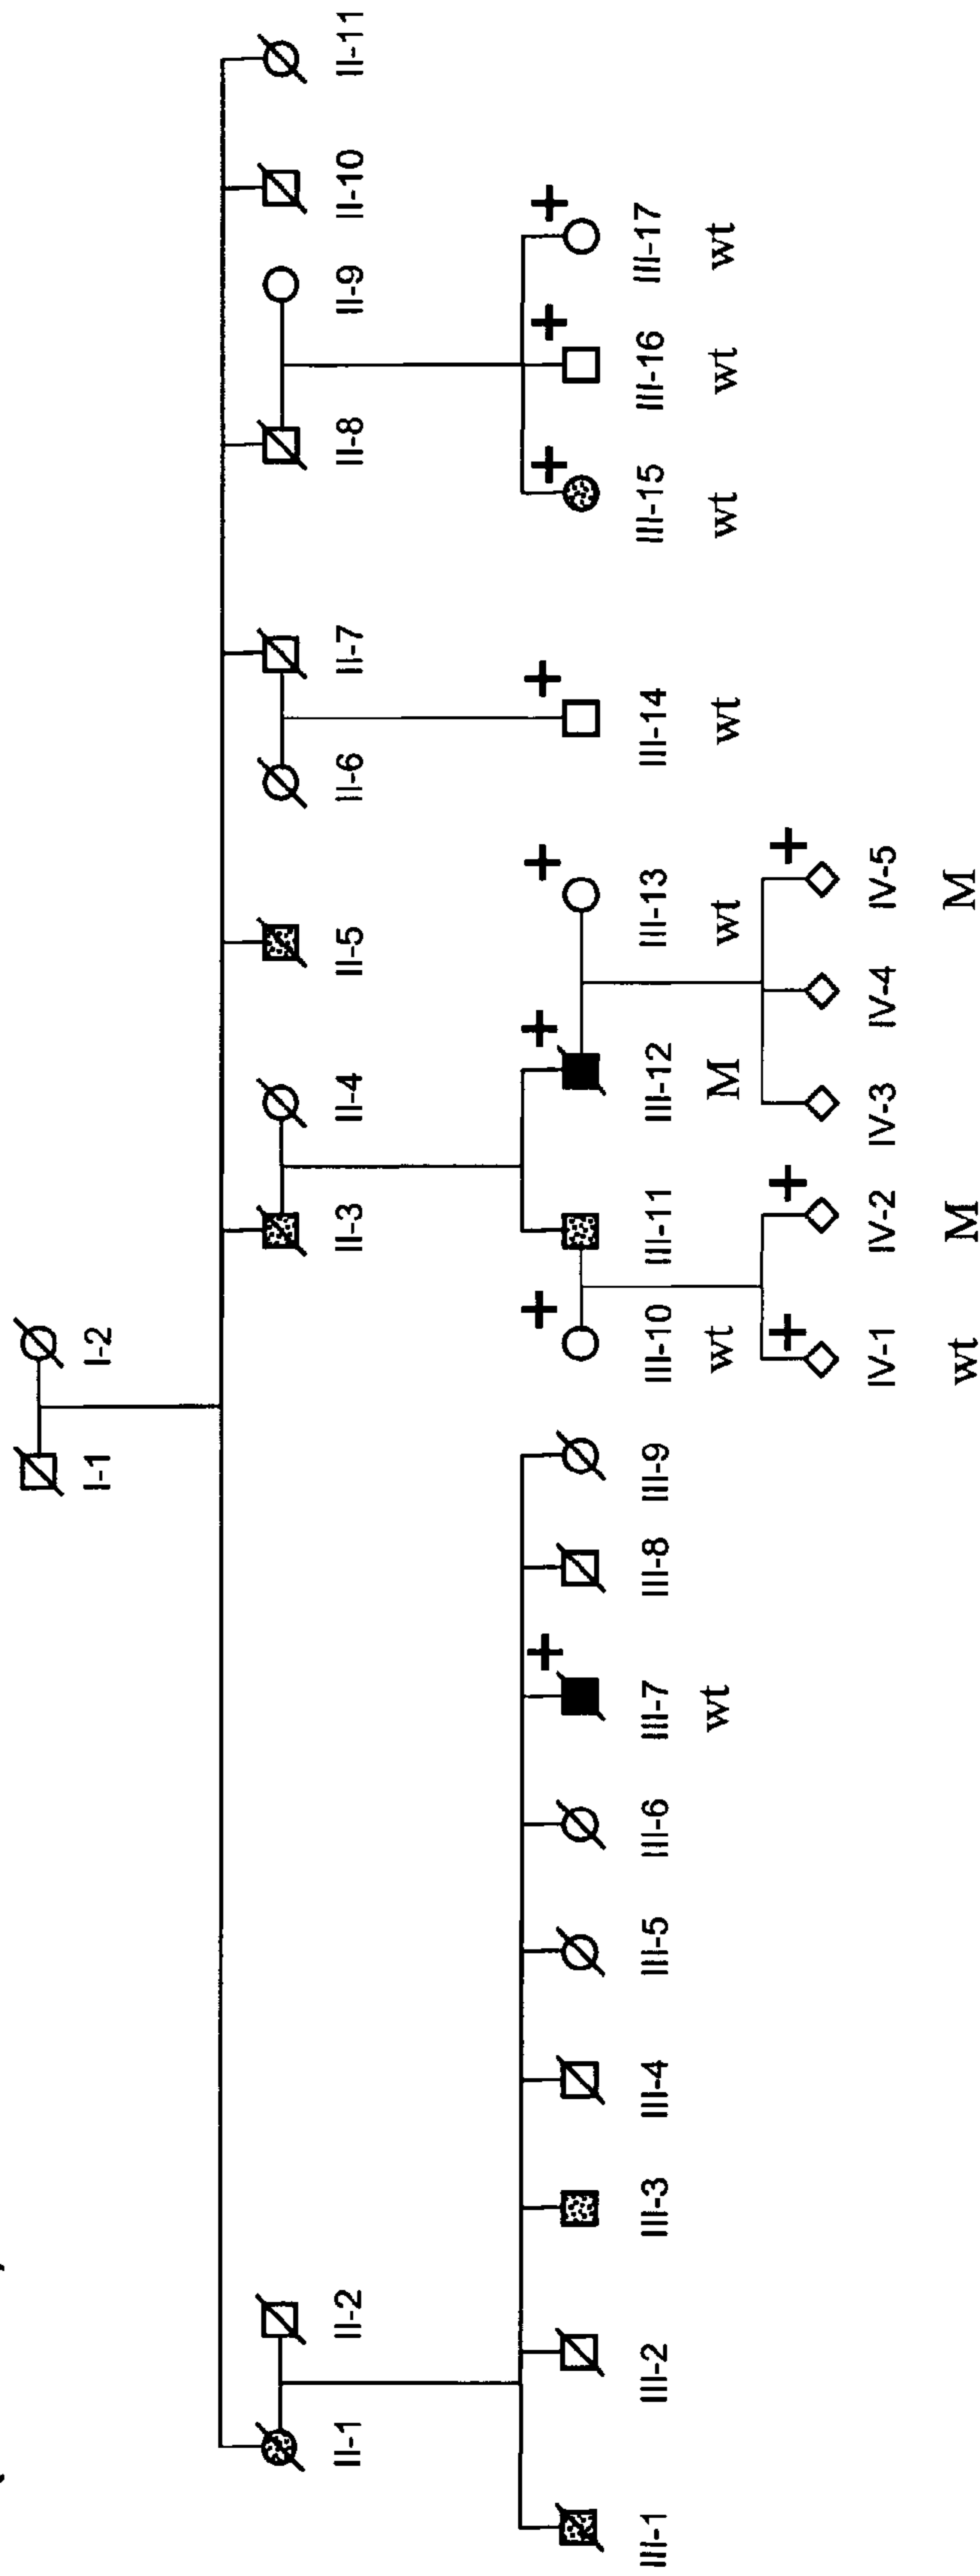 I-1 I-2
II-1 II-2 II-3 II-4 II-5 II-6 II-7 II-8 II-9 II-10 II-11
III-1 III-2 III-3 III-4 III-5 III-6 III-7 III-8 III-9 III-10 III-11 III-12 III-13 III-14 III-15 III-16 III-17
wt wt M wt wt wt wt wt
IV-1 IV-2 IV-3 IV-4 IV-5
wt M M